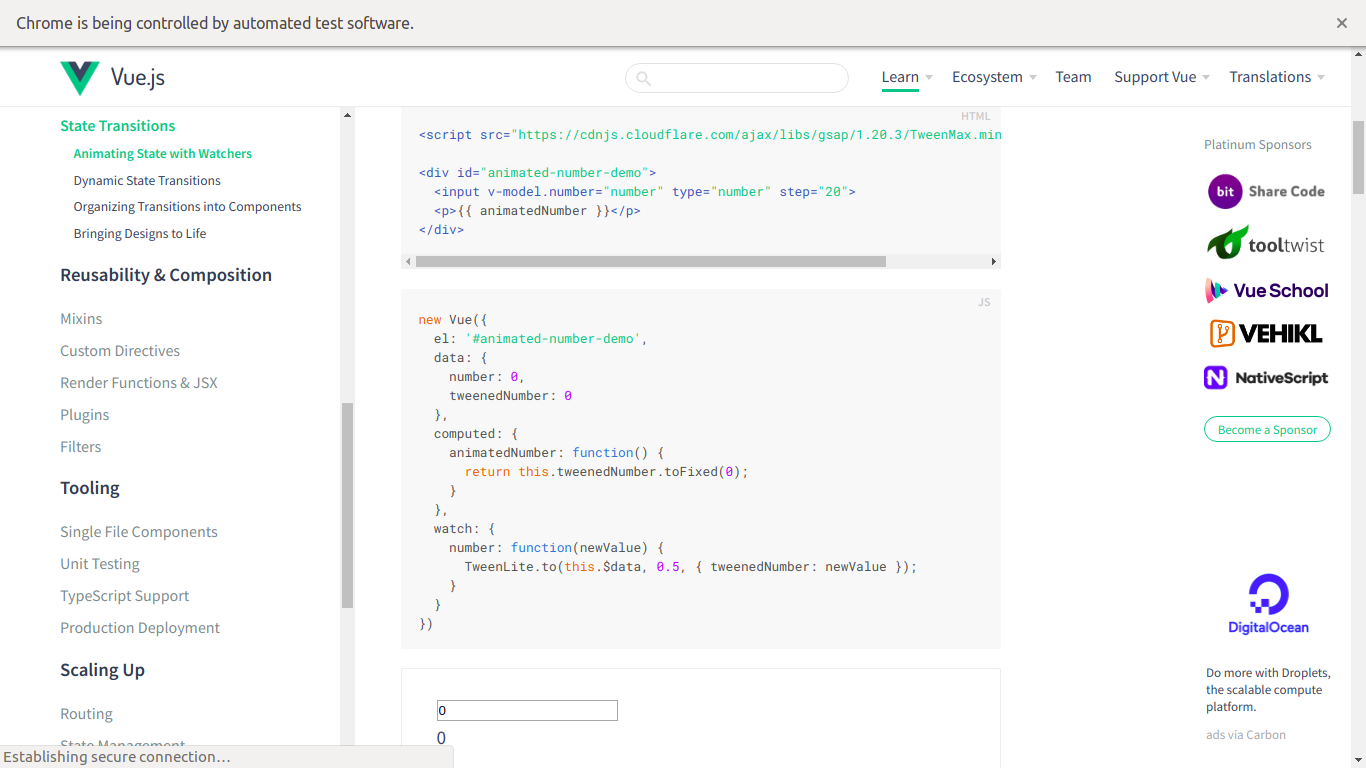 Chrome is being controlled by automated test software.
Vue.js
Learn
Ecosystem
Team
Support Vue
Translations
State Transitions
Animating State with Watchers
Dynamic State Transitions
Organizing Transitions into Components
Bringing Designs to Life
Reusability & Composition
Mixins
Custom Directives
Render Functions & JSX
Plugins
Filters
Tooling
Single File Components
Unit Testing
TypeScript Support
Production Deployment
Scaling Up
Routing
State Management
Establishing secure connection…
HTML
<script src="https://cdnjs.cloudflare.com/ajax/libs/gsap/1.20.3/TweenMax.min
<div id="animated-number-demo">
<input v-model.number="number" type="number" step="20">
<p>{{ animatedNumber }}</p>
</div>
JS
new Vue({
el: '#animated-number-demo',
data: {
number: 0,
tweenedNumber: 0
},
computed: {
animatedNumber: function() {
return this.tweenedNumber.toFixed(0);
}
},
watch: {
number: function(newValue) {
TweenLite.to(this.$data, 0.5, { tweenedNumber: newValue });
}
}
})
0
0
Platinum Sponsors
bit Share Code
tooltwist
Vue School
VEHIKL
NativeScript
Become a Sponsor
DigitalOcean
Do more with Droplets,
the scalable compute
platform.
ads via Carbon